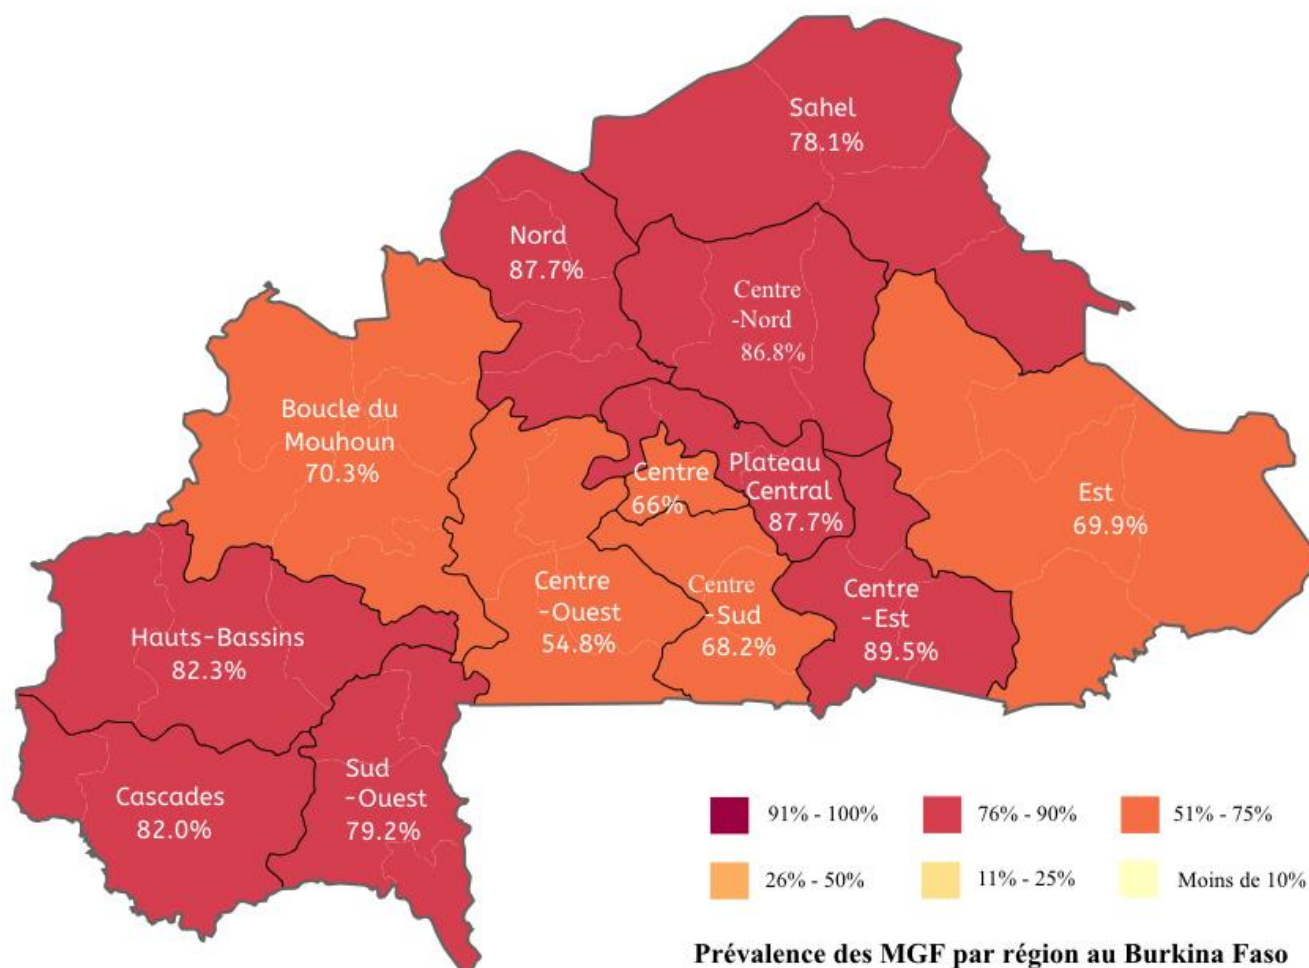 Sahel
78.1%
Nord
87.7%
Centre
-Nord
86.8%
Boucle du
Mouhoun
70.3%
Centre
66%
Plateau
Central
87.7%
Est
69.9%
Centre
-Ouest
54.8%
Centre
-Sud
68.2%
Centre
-Est
89.5%
Hauts-Bassins
82.3%
Cascades
82.0%
Sud
-Ouest
79.2%
91% - 100%
76% - 90%
51% - 75%
26% - 50%
11% - 25%
Moins de 10%
Prévalence des MGF par région au Burkina Faso